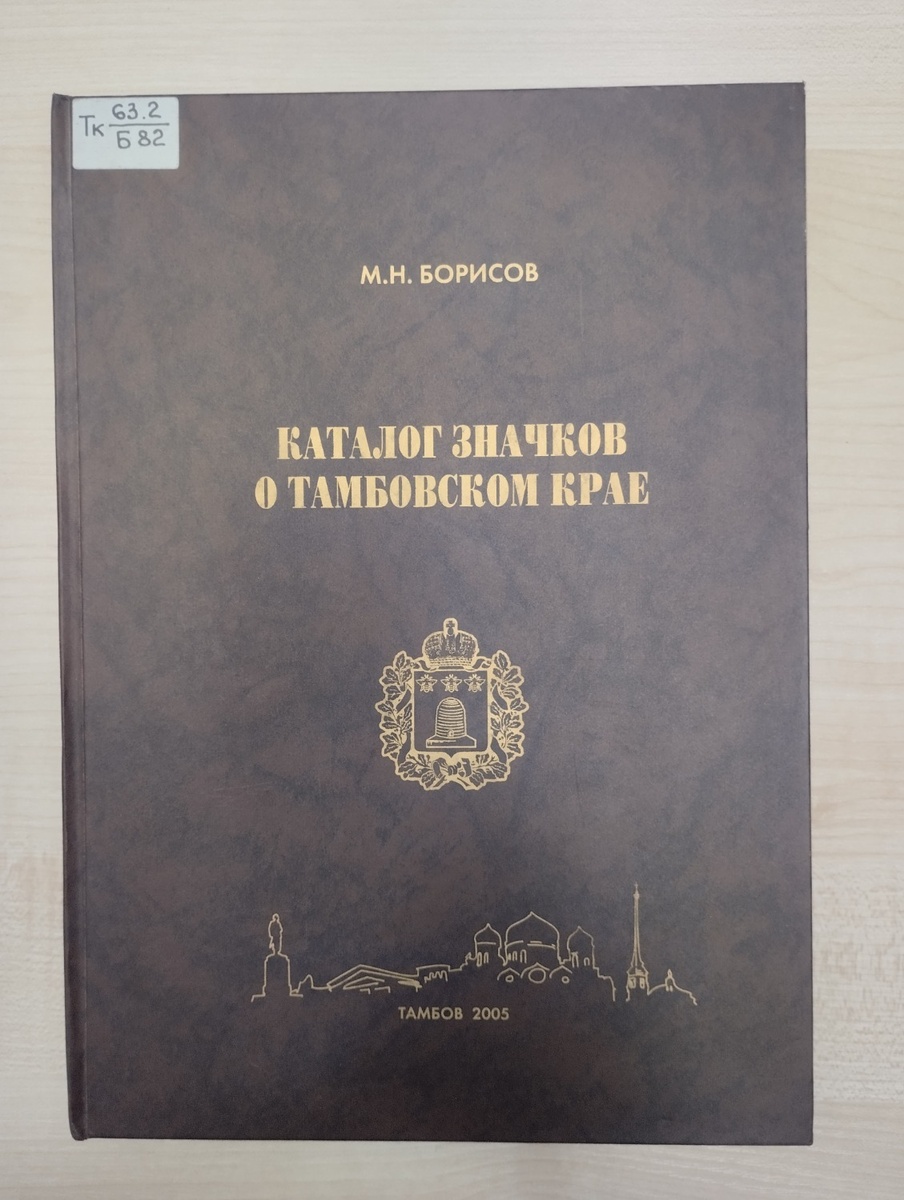 Тк 63.2
Б 82
М.Н. БОРИСОВ
КАТАЛОГ ЗНАЧКОВ
О ТАМБОВСКОМ КРАЕ
ТАМБОВ 2005